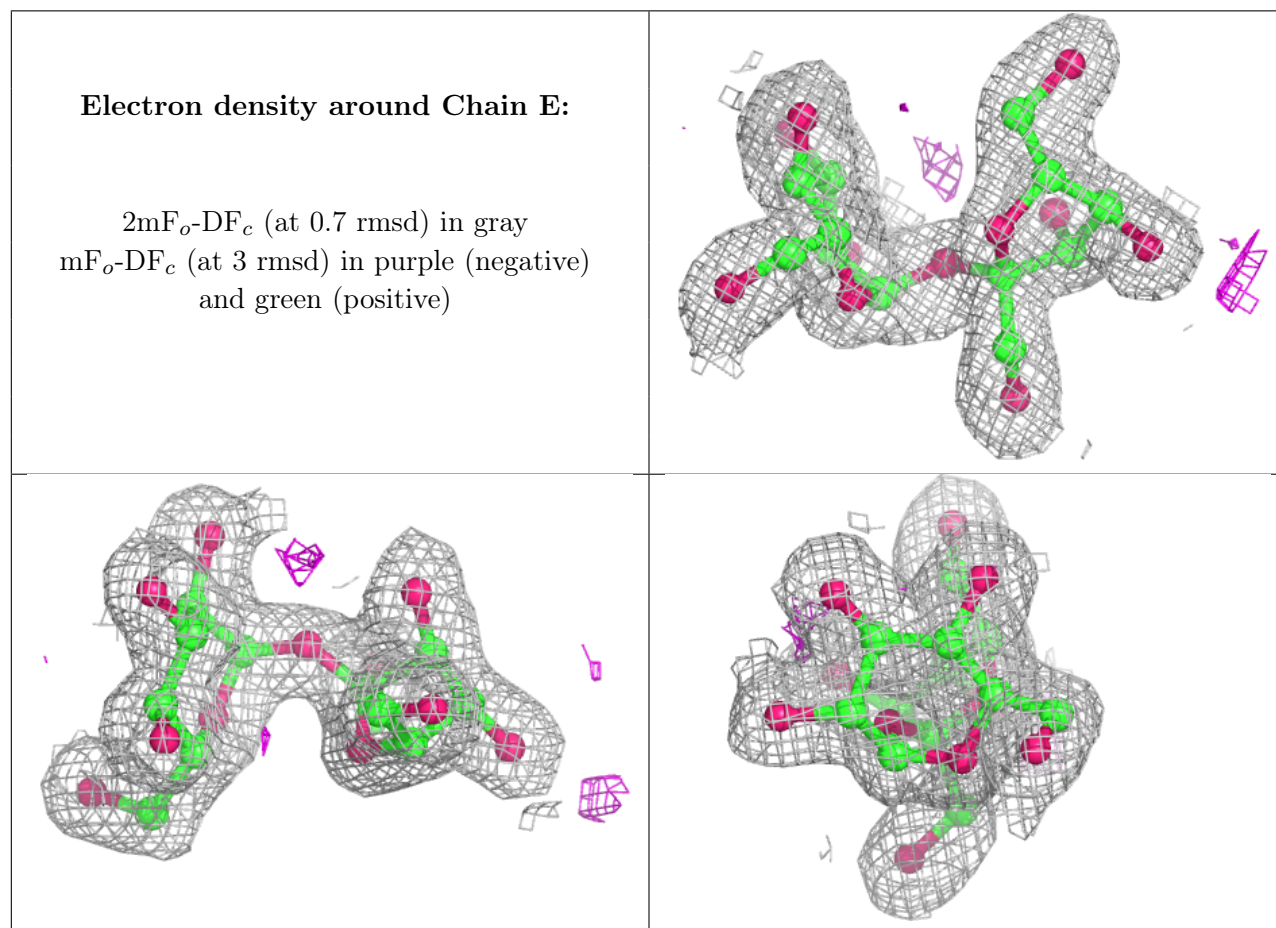 Electron density around Chain E:
2mFo-DFc (at 0.7 rmsd) in gray
mFo-DFc (at 3 rmsd) in purple (negative)
and green (positive)